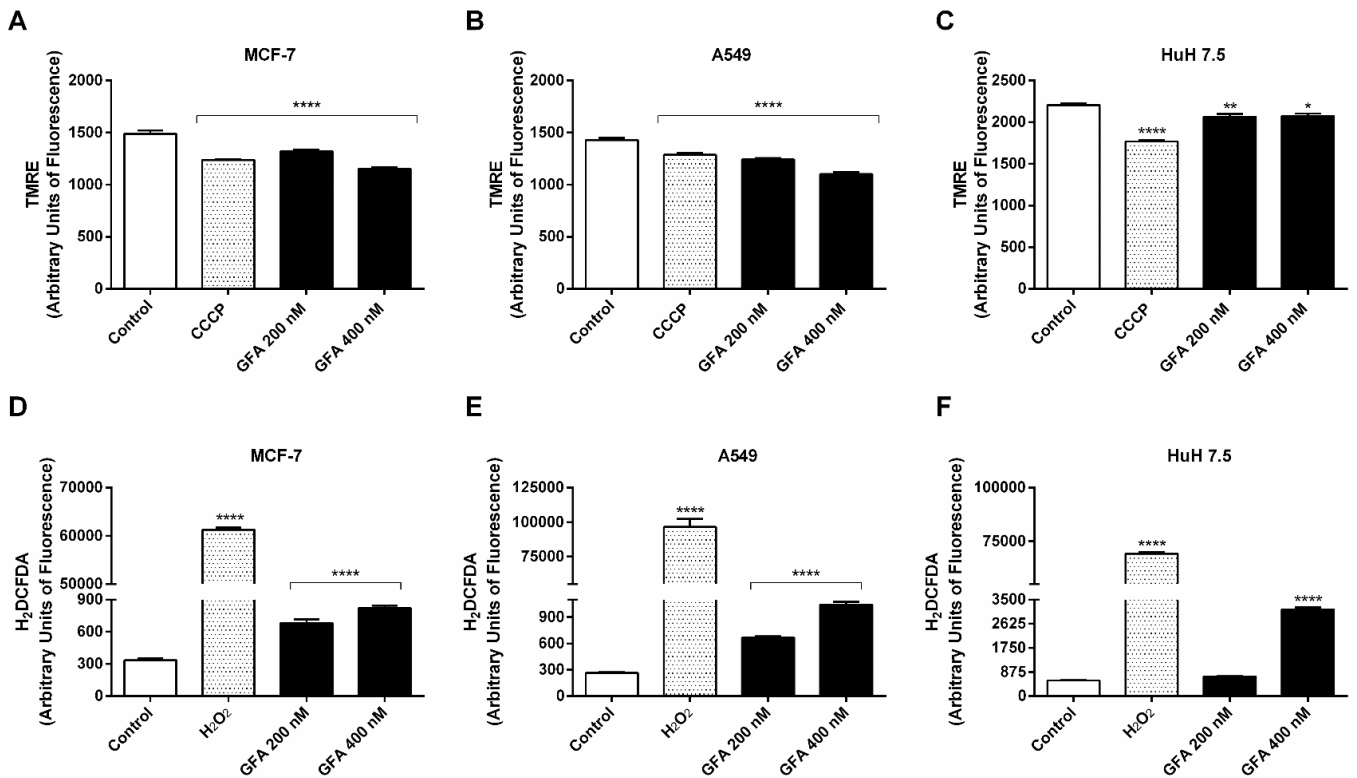 A
MCF-7
TMRE
(Arbitrary Units of Fluorescence)
2000
1500
1000
500
0
****
Control
CCCP
GFA 200 nM
GFA 400 nM
B
A549
TMRE
(Arbitrary Units of Fluorescence)
2000
1500
1000
500
0
****
Control
CCCP
GFA 200 nM
GFA 400 nM
C
HuH 7.5
TMRE
(Arbitrary Units of Fluorescence)
2500
2000
1500
1000
500
0
****
**
*
Control
CCCP
GFA 200 nM
GFA 400 nM
D
MCF-7
H₂DCFDA
(Arbitrary Units of Fluorescence)
70000
60000
50000
900
600
300
0
****
****
Control
H₂O₂
GFA 200 nM
GFA 400 nM
E
A549
H₂DCFDA
(Arbitrary Units of Fluorescence)
125000
100000
75000
900
600
300
0
****
****
Control
H₂O₂
GFA 200 nM
GFA 400 nM
F
HuH 7.5
H₂DCFDA
(Arbitrary Units of Fluorescence)
100000
75000
3500
2625
1750
875
0
****
****
Control
H₂O₂
GFA 200 nM
GFA 400 nM